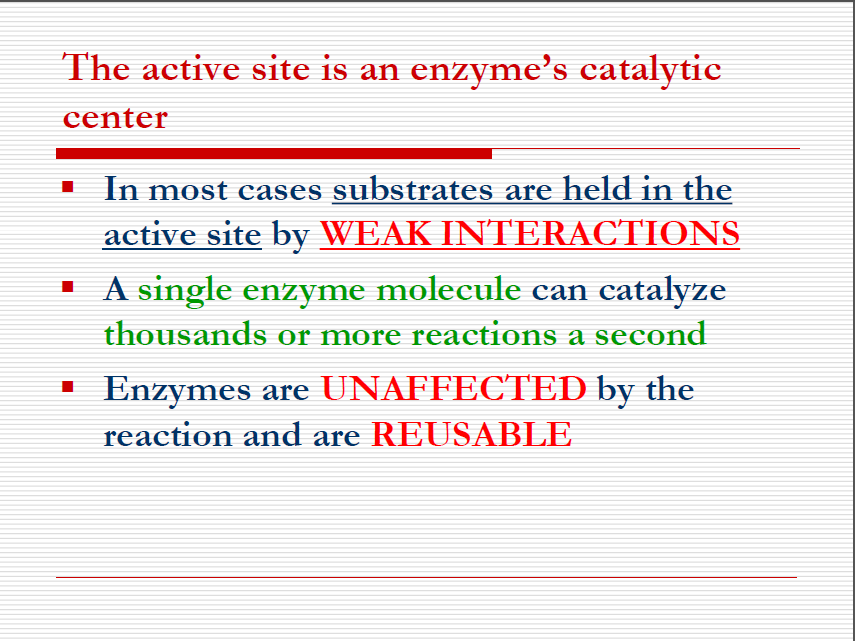 The active site is an enzyme’s catalytic
center
In most cases substrates are held in the
active site by WEAK INTERACTIONS
A single enzyme molecule can catalyze
thousands or more reactions a second
Enzymes are UNAFFECTED by the
reaction and are REUSABLE